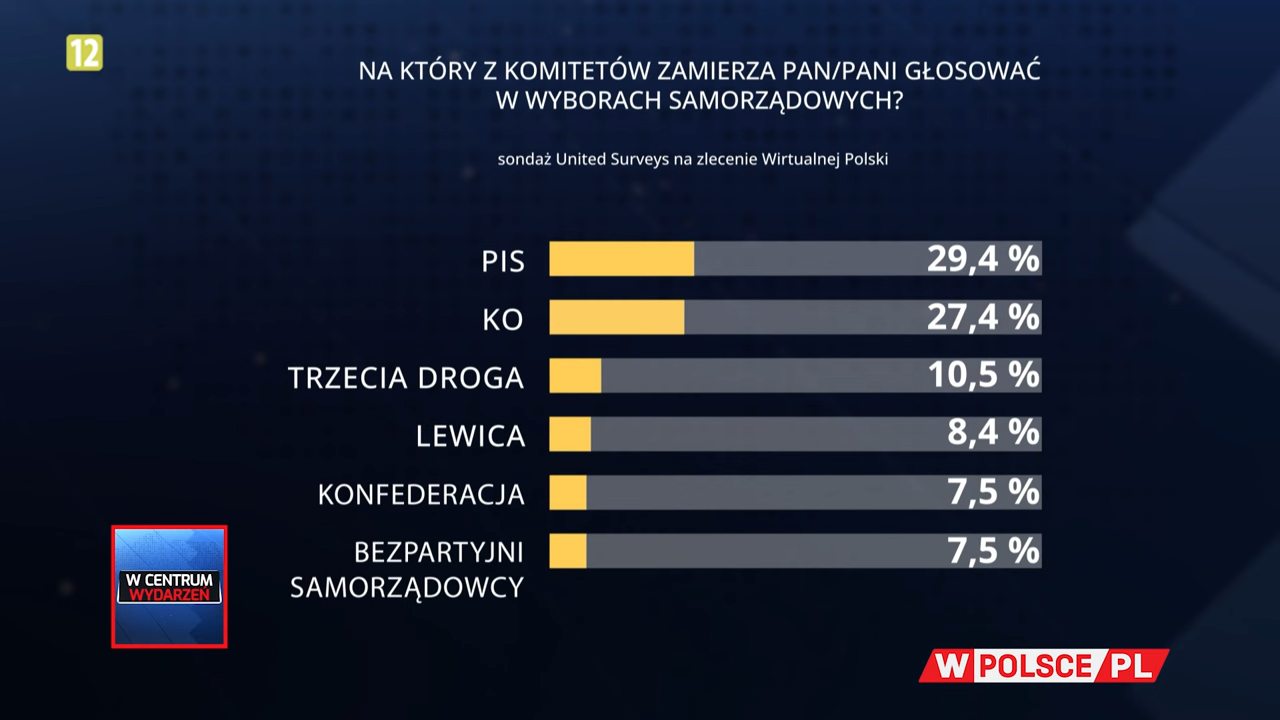 12
NA KTÓRY Z KOMITETÓW ZAMIERZA PAN/PANI GŁOSOWAĆ
W WYBORACH SAMORZĄDOWYCH?
sondaż United Surveys na zlecenie Wirtualnej Polski
PIS 29,4 %
KO 27,4 %
TRZECIA DROGA 10,5 %
LEWICA 8,4 %
KONFEDERACJA 7,5 %
BEZPARTYJNI 7,5 %
SAMORZĄDOWCY
W CENTRUM
WYDARZEŃ
W POLSCE PL